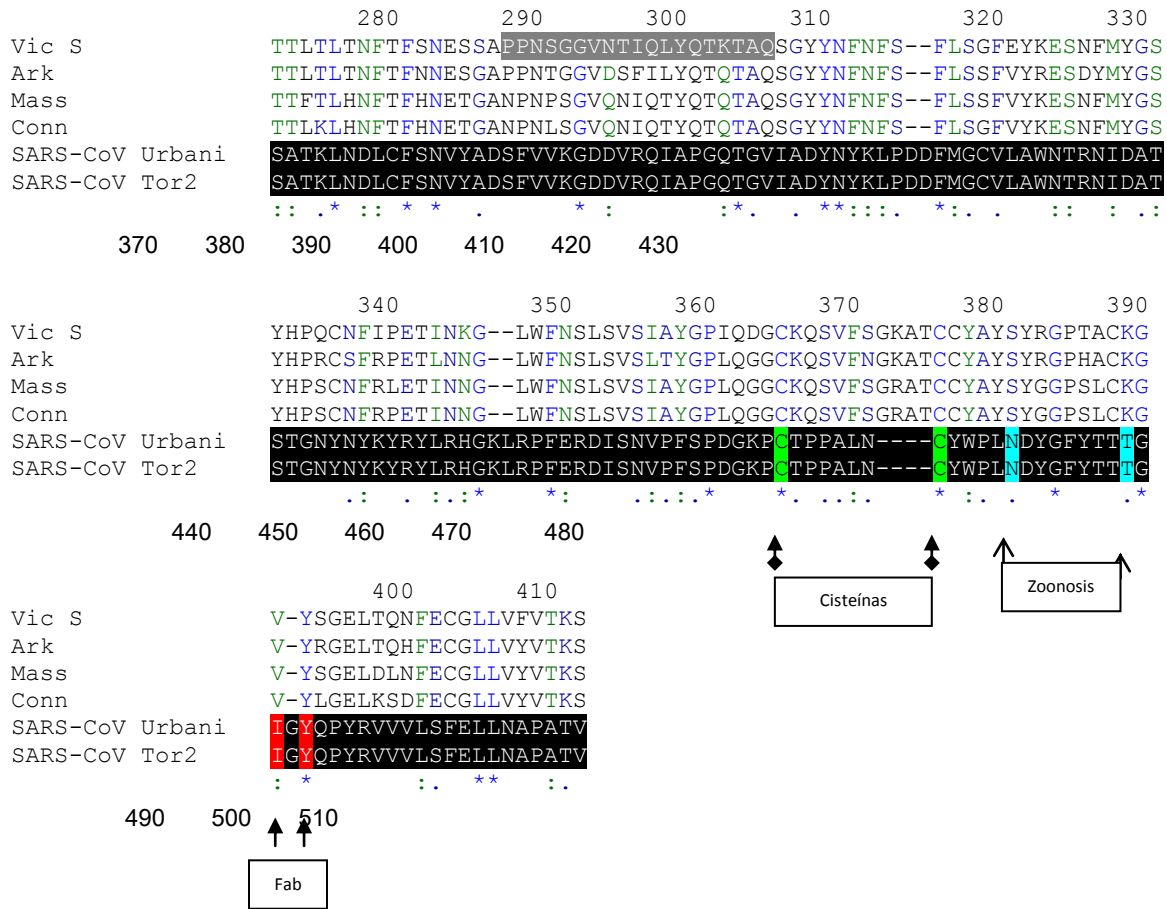 280 290 300 310 320 330
Vic S TTLTLTNFTFSNESSAPPNSGGVNTIQLYQTKTAQSGYYNFNFS--FLSGFEYKESNFMYGS
Ark TTLTLTNFTFNNESGAPPNTGGVDSFILYQTQTAQSGYYNFNFS--FLSSFVYRESDYMYGS
Mass TTFTLHNFTFHNETGANPNPSGVQNIQTYQTQTAQSGYYNFNFS--FLSSFVYKESNFMYGS
Conn TTLKLHNFTFHNETGANPNLSGVQNIQTYQTQTAQSGYYNFNFS--FLSGFVYKESNFMYGS
SARS-CoV Urbani SATKLNDLCFSNVYADSFVVKGDDVRQIAPGQTGVIADYNYKLPDDFMGCVLAWNTRNIDAT
SARS-CoV Tor2 SATKLNDLCFSNVYADSFVVKGDDVRQIAPGQTGVIADYNYKLPDDFMGCVLAWNTRNIDAT
:: .* :: * *  .      * :       :*.  . **::: .  *: .   : :  : .:
370 380 390 400 410 420 430
340 350 360 370 380 390
Vic S YHPQCNFIPETINKG--LWFNSLSVSIAYGPIQDGCKQSVFSGKATCCYAYSYRGPTACKG
Ark YHPRCSFRPETLNNG--LWFNSLSVSLTYGPLQGGCKQSVFNGKATCCYAYSYRGPHACKG
Mass YHPSCNFRLETINNG--LWFNSLSVSIAYGPLQGGCKQSVFSGRATCCYAYSYGGPSLCKG
Conn YHPSCNFRPETINNG--LWFNSLSVSIAYGPLQGGCKQSVFSGRATCCYAYSYGGPSLCKG
SARS-CoV Urbani STGNYNYKYRYLRHGKLRPFERDISNVPFSPDGKPCTPPALN----CYWPLNDYGFYTTTG
SARS-CoV Tor2 STGNYNYKYRYLRHGKLRPFERDISNVPFSPDGKPCTPPALN----CYWPLNDYGFYTTTG
.:  . : :*    *:    .:.:.*    *  ..:.    * :  .  *    .*
440 450 460 470 480
Cisteínas Zoonosis
400 410
Vic S V-YSGELTQNFECGLLVFVTKS
Ark V-YRGELTQHFECGLLVYVTKS
Mass V-YSGELDLNFECGLLVYVTKS
Conn V-YLGELKSDFECGLLVYVTKS
SARS-CoV Urbani IGYQPYRVVVLSFELLNAPATV
SARS-CoV Tor2 IGYQPYRVVVLSFELLNAPATV
: *       :.  **    :.
490 500 510
Fab